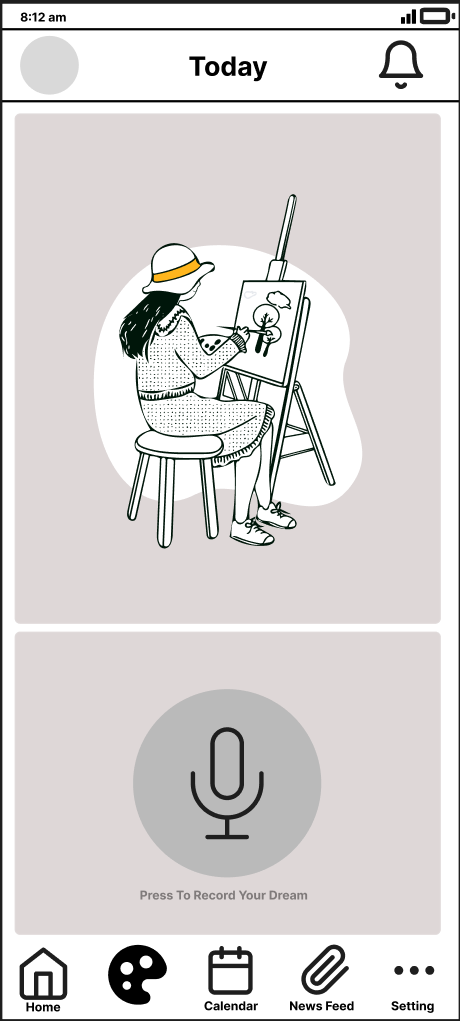 8:12 am
Today
Press To Record Your Dream
Home
Calendar
News Feed
Setting